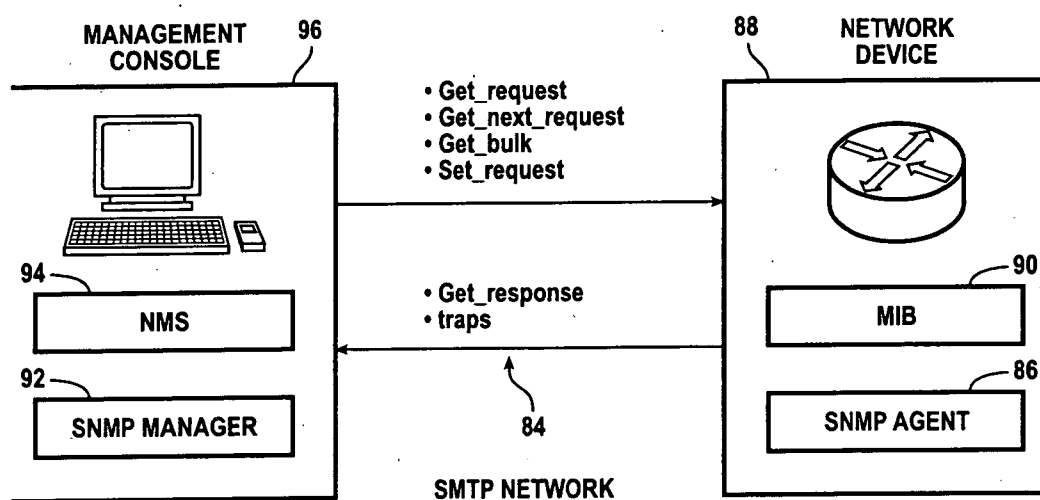 MANAGEMENT
CONSOLE
96
88
NETWORK
DEVICE
• Get_request
• Get_next_request
• Get_bulk
• Set_request
94
NMS
• Get_response
• traps
90
MIB
92
SNMP MANAGER
84
86
SNMP AGENT
SMTP NETWORK